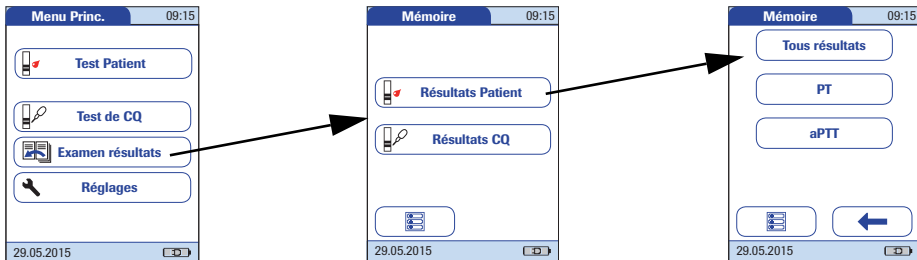 Menu Princ. 09:15
Test Patient
Test de CQ
Examen résultats
Réglages
29.05.2015
Mémoire 09:15
Résultats Patient
Résultats CQ
29.05.2015
Mémoire 09:15
Tous résultats
PT
aPTT
29.05.2015